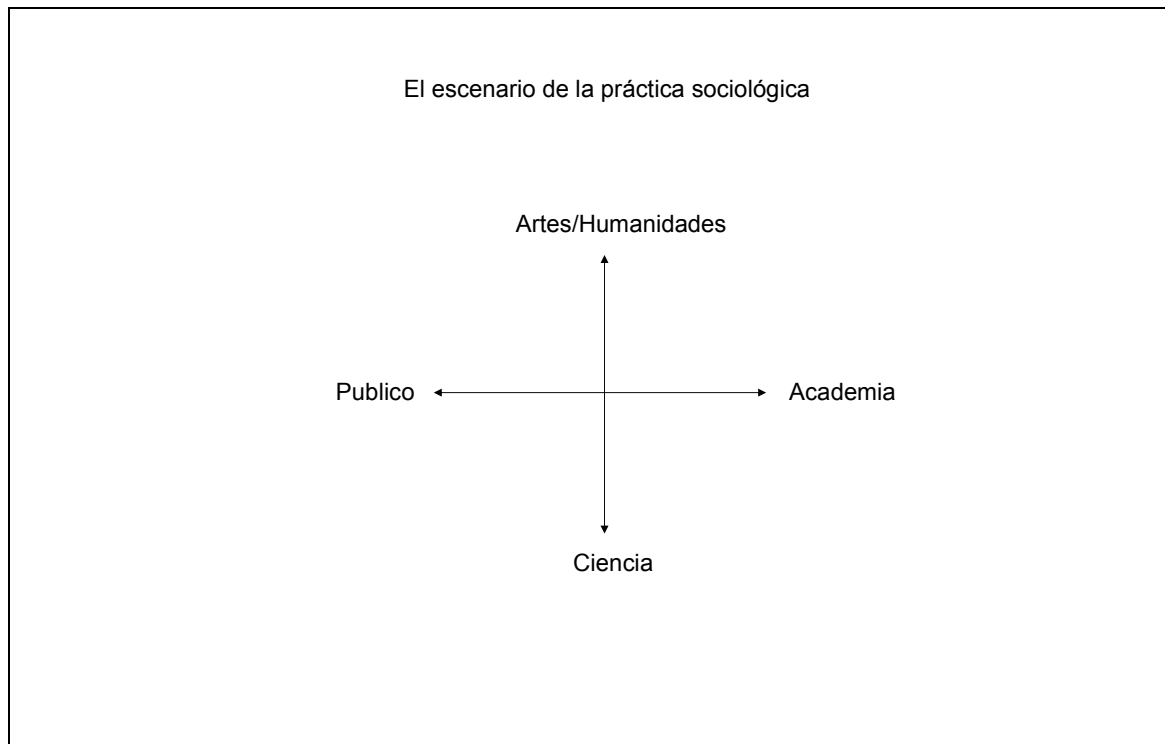 El escenario de la práctica sociológica
Artes/Humanidades
Publico
Academia
Ciencia